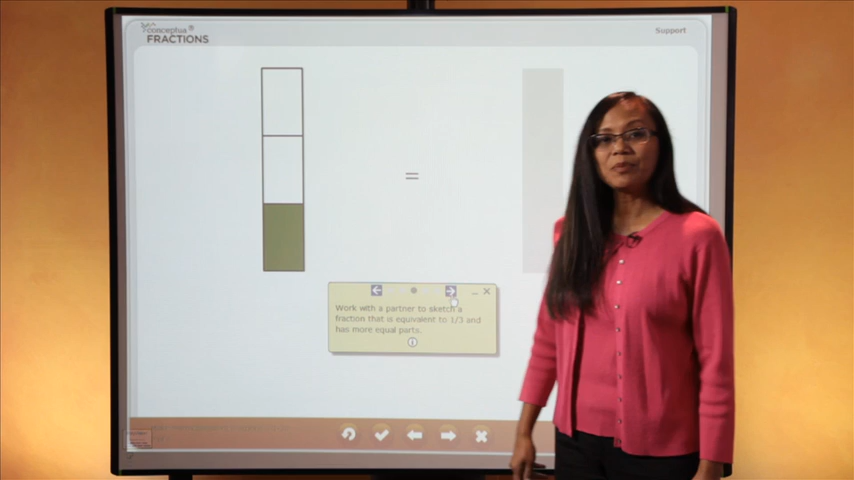 conceptua
FRACTIONS
Support
=
Work with a partner to sketch a
fraction that is equivalent to 1/3 and
has more equal parts.